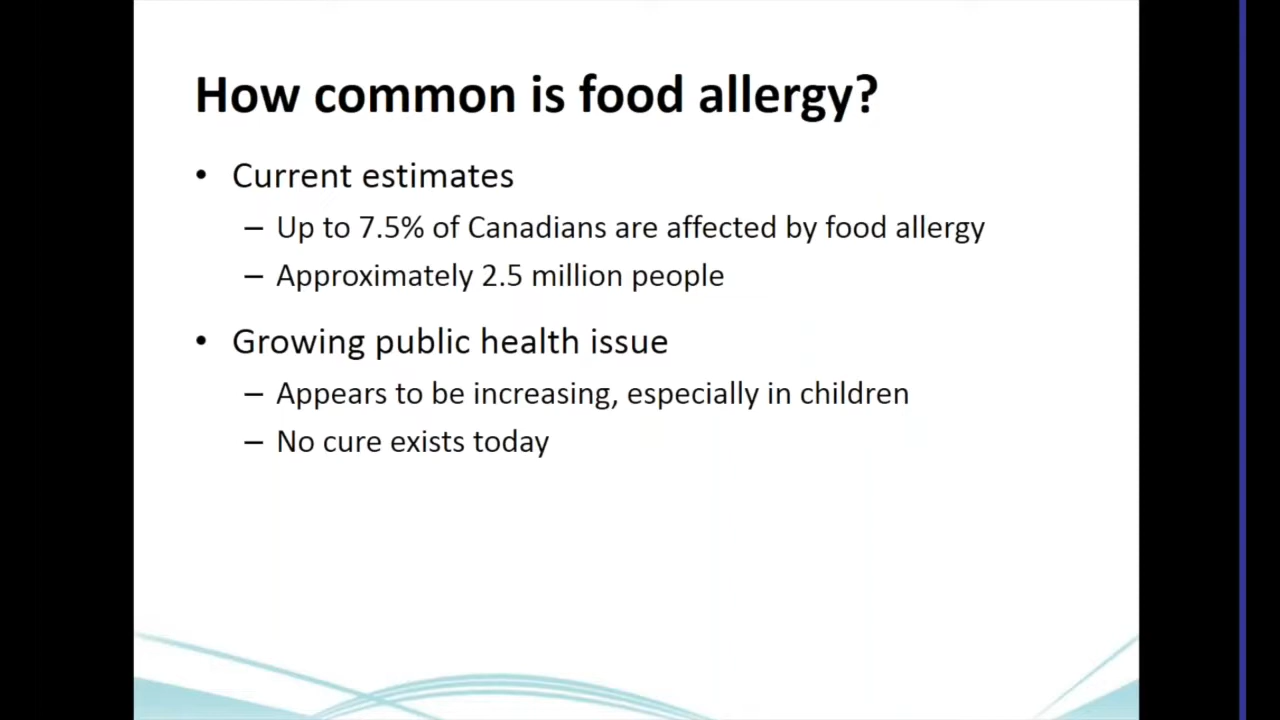 How common is food allergy?
• Current estimates
– Up to 7.5% of Canadians are affected by food allergy
– Approximately 2.5 million people
• Growing public health issue
– Appears to be increasing, especially in children
– No cure exists today